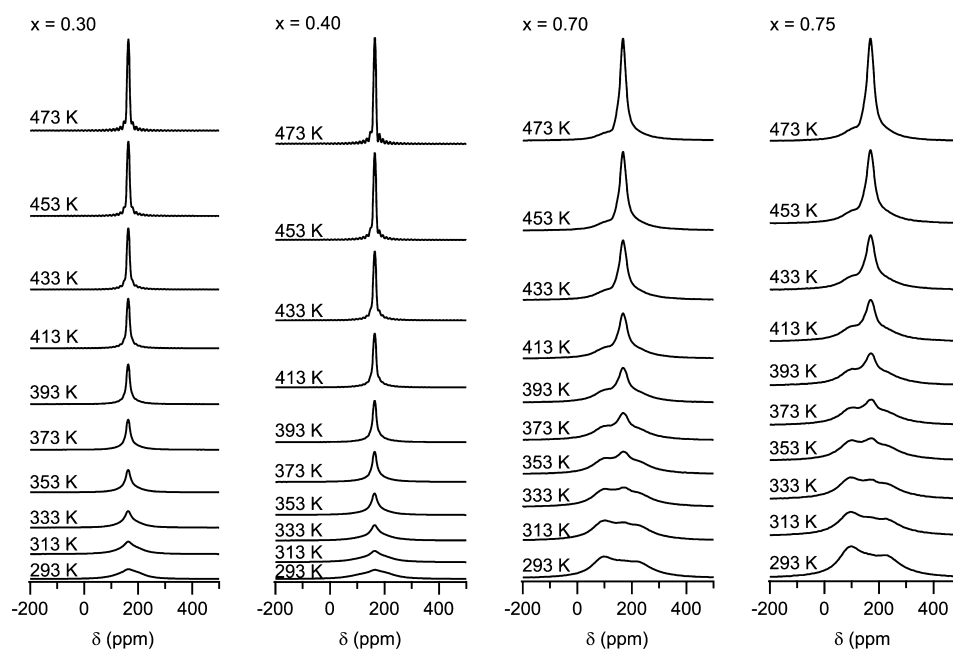 x = 0.30
473 K
453 K
433 K
413 K
393 K
373 K
353 K
333 K
313 K
293 K
-200 0 200 400
δ (ppm)
x = 0.40
473 K
453 K
433 K
413 K
393 K
373 K
353 K
333 K
313 K
293 K
-200 0 200 400
δ (ppm)
x = 0.70
473 K
453 K
433 K
413 K
393 K
373 K
353 K
333 K
313 K
293 K
-200 0 200 400
δ (ppm)
x = 0.75
473 K
453 K
433 K
413 K
393 K
373 K
353 K
333 K
313 K
293 K
-200 0 200 400
δ (ppm